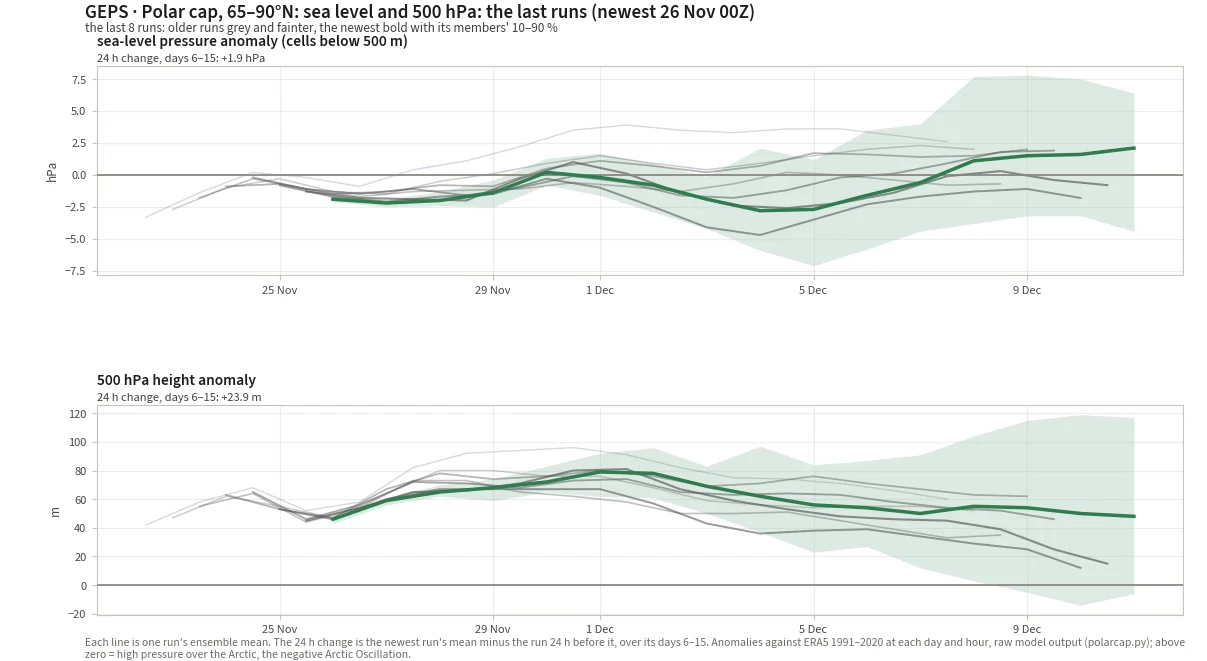 GEPS · Polar cap, 65–90°N: sea level and 500 hPa: the last runs (newest 26 Nov 00Z)
the last 8 runs: older runs grey and fainter, the newest bold with its members' 10–90 %
sea-level pressure anomaly (cells below 500 m)
24 h change, days 6–15: +1.9 hPa
7.5
5.0
2.5
0.0
−2.5
−5.0
−7.5
hPa
25 Nov
29 Nov
1 Dec
5 Dec
9 Dec
500 hPa height anomaly
24 h change, days 6–15: +23.9 m
120
100
80
60
40
20
0
−20
m
25 Nov
29 Nov
1 Dec
5 Dec
9 Dec
Each line is one run's ensemble mean. The 24 h change is the newest run's mean minus the run 24 h before it, over its days 6–15. Anomalies against ERA5 1991–2020 at each day and hour, raw model output (polarcap.py); above
zero = high pressure over the Arctic, the negative Arctic Oscillation.